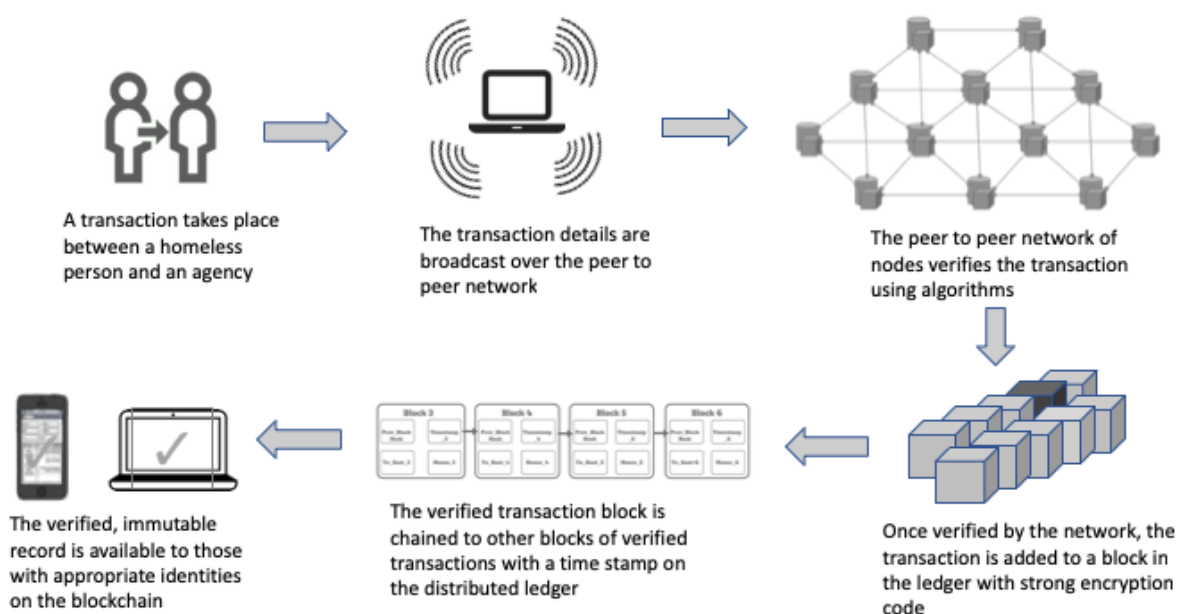 A transaction takes place
between a homeless
person and an agency
The transaction details are
broadcast over the peer to
peer network
The peer to peer network of
nodes verifies the transaction
using algorithms
Once verified by the network, the
transaction is added to a block in
the ledger with strong encryption
code
Block 3
Block 4
Block 5
Block 6
The verified transaction block is
chained to other blocks of verified
transactions with a time stamp on
the distributed ledger
The verified, immutable
record is available to those
with appropriate identities
on the blockchain